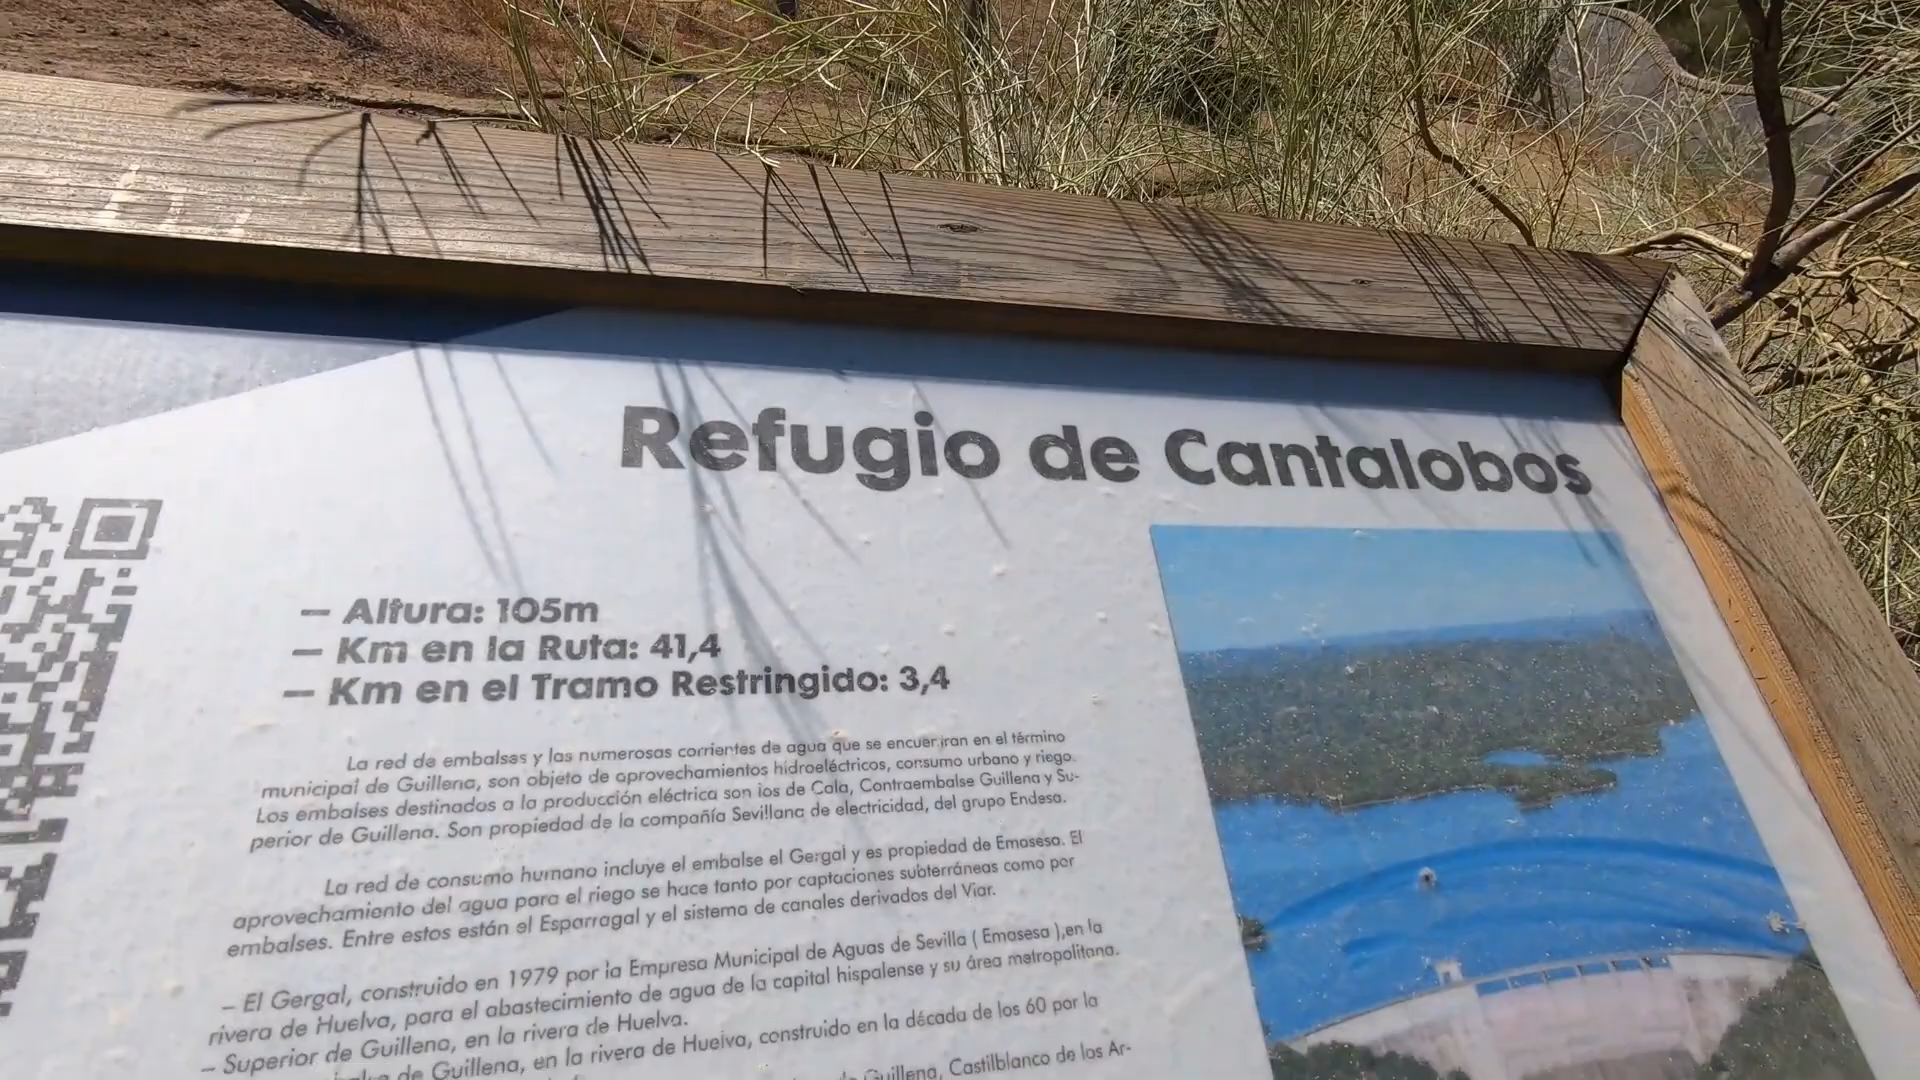 Refugio de Cantalobos
– Altura: 105m
– Km en la Ruta: 41,4
– Km en el Tramo Restringido: 3,4
La red de embalses y las numerosas corrientes de agua que se encuentran en el término
municipal de Guillena, son objeto de aprovechamientos hidroeléctricos, consumo urbano y riego.
Los embalses destinados a la producción eléctrica son los de Cala, Contraembalse Guillena y Su-
perior de Guillena. Son propiedad de la compañía Sevillana de electricidad, del grupo Endesa.
La red de consumo humano incluye el embalse el Gergal y es propiedad de Emasesa. El
aprovechamiento del agua para el riego se hace tanto por captaciones subterráneas como por
embalses. Entre estos están el Esparragal y el sistema de canales derivados del Viar.
– El Gergal, construido en 1979 por la Empresa Municipal de Aguas de Sevilla ( Emasesa ),en la
rivera de Huelva, para el abastecimiento de agua de la capital hispalense y su área metropolitana.
– Superior de Guillena, en la rivera de Huelva.
de Guillena, en la rivera de Huelva, construido en la década de los 60 por la
Guillena, Castilblanco de los Ar-